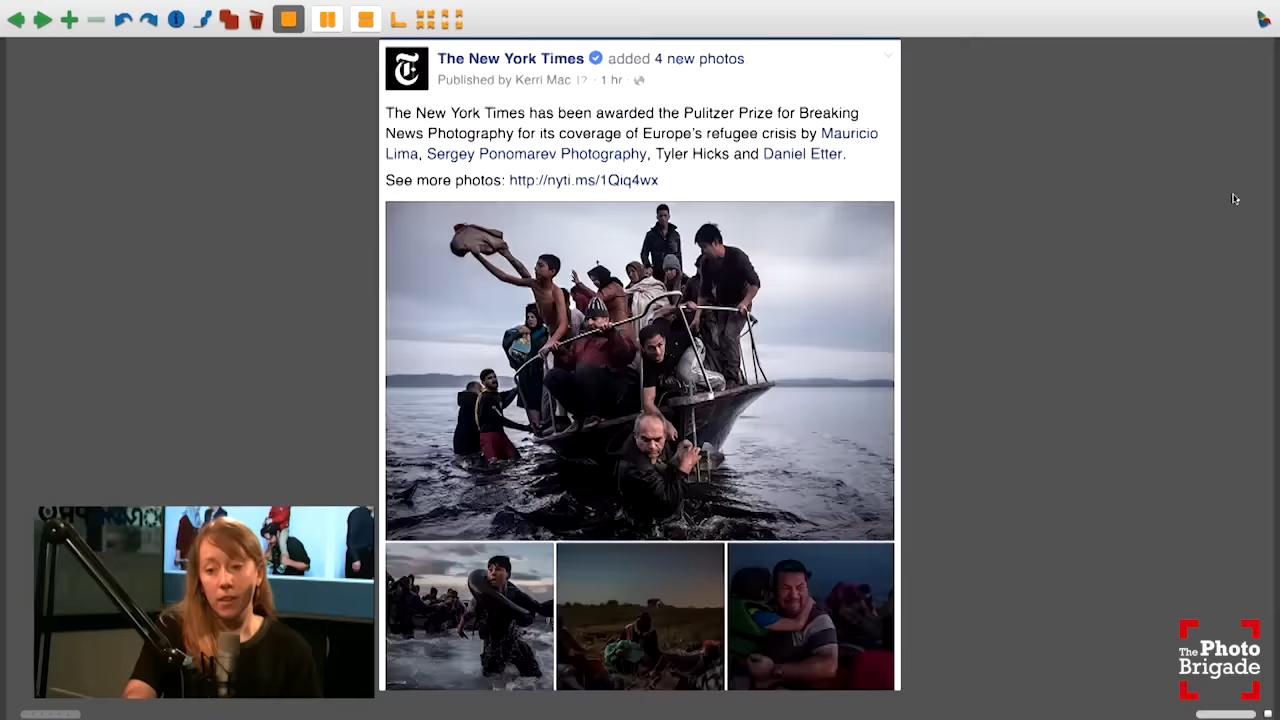 The New York Times added 4 new photos
Published by Kerri Mac · 1 hr ·
The New York Times has been awarded the Pulitzer Prize for Breaking
News Photography for its coverage of Europe's refugee crisis by Mauricio
Lima, Sergey Ponomarev Photography, Tyler Hicks and Daniel Etter.
See more photos: http://nyti.ms/1Qiq4wx
The Photo
Brigade